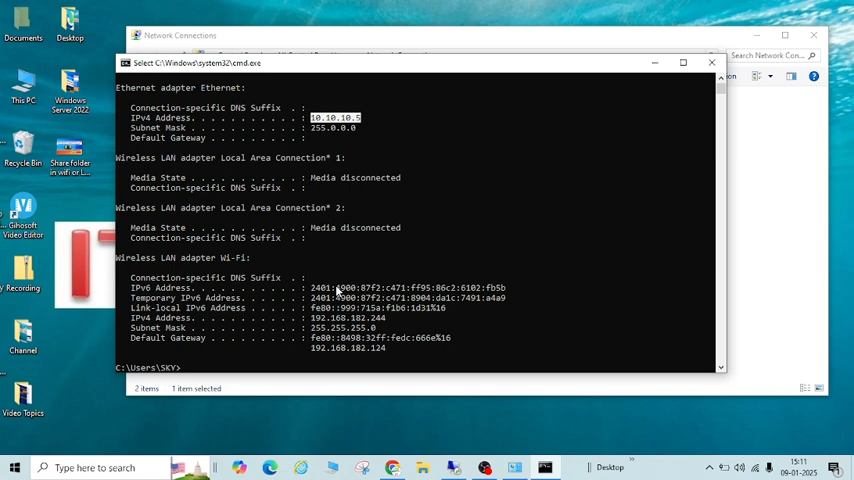 Documents
Desktop
This PC
Windows
Server 2022
Recycle Bin
Share folder
in wifi or L...
Gihosoft
Video Editor
Recording
Channel
Video Topics
IT
Network Connections
Search Network Con...
Select C:\Windows\system32\cmd.exe
Ethernet adapter Ethernet:
Connection-specific DNS Suffix . :
IPv4 Address. . . . . . . . . . . : 10.10.10.5
Subnet Mask . . . . . . . . . . . : 255.0.0.0
Default Gateway . . . . . . . . . :
Wireless LAN adapter Local Area Connection* 1:
Media State . . . . . . . . . . . : Media disconnected
Connection-specific DNS Suffix . :
Wireless LAN adapter Local Area Connection* 2:
Media State . . . . . . . . . . . : Media disconnected
Connection-specific DNS Suffix . :
Wireless LAN adapter Wi-Fi:
Connection-specific DNS Suffix . :
IPv6 Address. . . . . . . . . . . : 2401:4900:87f2:c471:ff95:86c2:6102:fb5b
Temporary IPv6 Address. . . . . . : 2401:4900:87f2:c471:8904:da1c:7491:a4a9
Link-local IPv6 Address . . . . . : fe80::999:715a:f1b6:1d31%16
IPv4 Address. . . . . . . . . . . : 192.168.182.244
Subnet Mask . . . . . . . . . . . : 255.255.255.0
Default Gateway . . . . . . . . . : fe80::8498:32ff:fedc:666e%16
192.168.182.124
C:\Users\SKY>
2 items 1 item selected
Type here to search
Desktop
15:11
09-01-2025